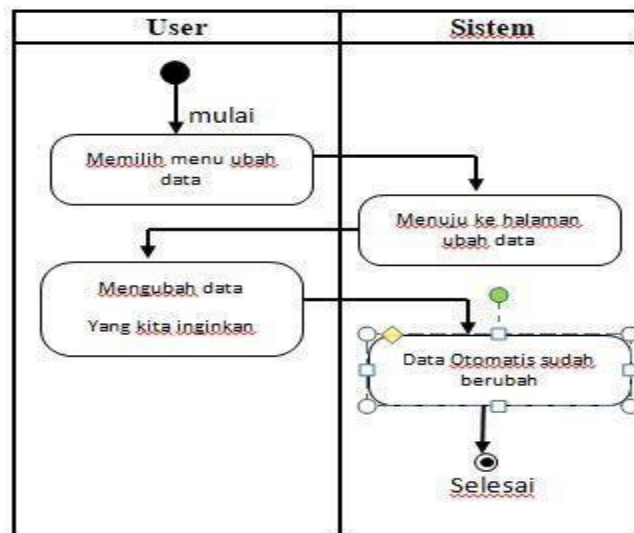 User
Sistem
mulai
Memilih menu ubah
data
Menuju ke halaman
ubah data
Mengubah data
Yang kita inginkan
Data Otomatis sudah
berubah
Selesai